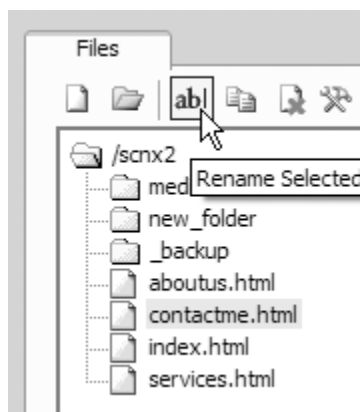 Files
ab|
/scnx2
med
Rename Selected
new_folder
_backup
aboutus.html
contactme.html
index.html
services.html